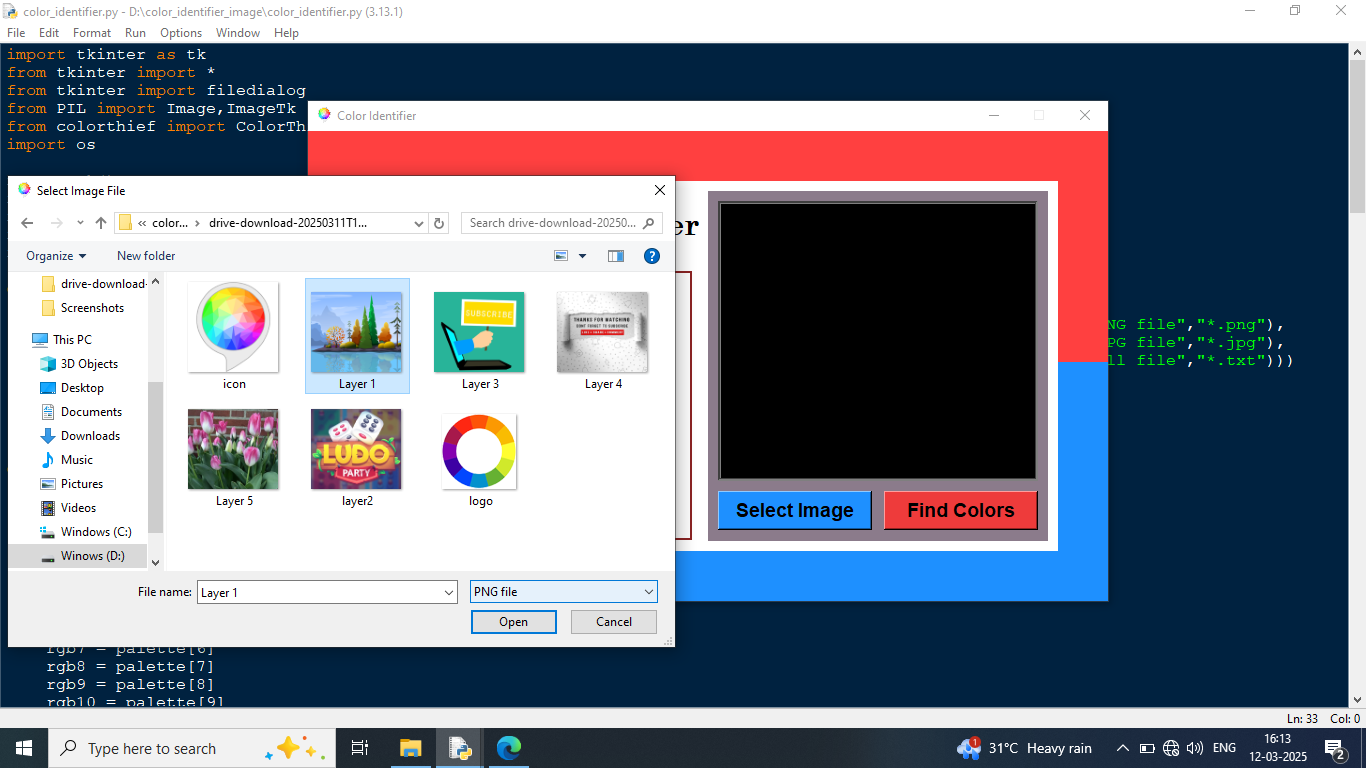 color_identifier.py - D:\color_identifier_image\color_identifier.py (3.13.1)
File Edit Format Run Options Window Help
import tkinter as tk
from tkinter import *
from tkinter import filedialog
from PIL import Image,ImageTk
from colorthief import ColorTh
import os
Color Identifier
er
Select Image File
« color... › drive-download-20250311T1...
Search drive-download-20250...
Organize
New folder
drive-download-
Screenshots
This PC
3D Objects
Desktop
Documents
Downloads
Music
Pictures
Videos
Windows (C:)
Winows (D:)
icon
Layer 1
Layer 3
Layer 4
Layer 5
layer2
logo
SUBSCRIBE
THANKS FOR WATCHING
DONT FORGET TO SUBSCRIBE
LUDO
PARTY
File name: Layer 1
PNG file
Open
Cancel
Select Image
Find Colors
NG file","*.png"),
PG file","*.jpg"),
ll file","*.txt")))
rgb7 = palette[6]
rgb8 = palette[7]
rgb9 = palette[8]
rgb10 = palette[9]
Ln: 33 Col: 0
Type here to search
1
31°C Heavy rain
ENG
16:13
12-03-2025
2